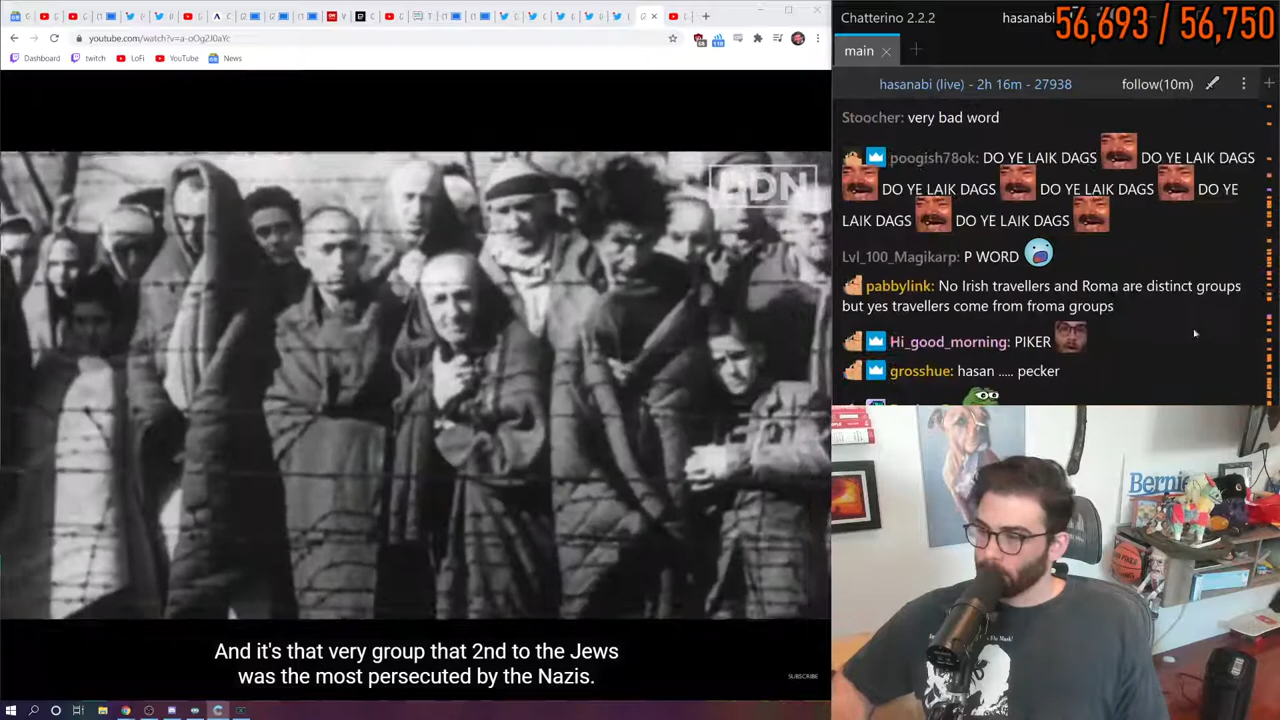 Chatterino 2.2.2
hasanabi
56,693 / 56,750
youtube.com/watch?v=a-oOg2J0aYc
main
Dashboard
twitch
LoFi
YouTube
News
hasanabi (live) - 2h 16m - 27938
follow(10m)
Stoocher: very bad word
poogish78ok: DO YE LAIK DAGS DO YE LAIK DAGS
DO YE LAIK DAGS DO YE LAIK DAGS DO YE
LAIK DAGS DO YE LAIK DAGS
Lvl_100_Magikarp: P WORD
pabbylink: No Irish travellers and Roma are distinct groups
but yes travellers come from froma groups
Hi_good_morning: PIKER
grosshue: hasan ..... pecker
Bernie
And it's that very group that 2nd to the Jews
was the most persecuted by the Nazis.
SUBSCRIBE